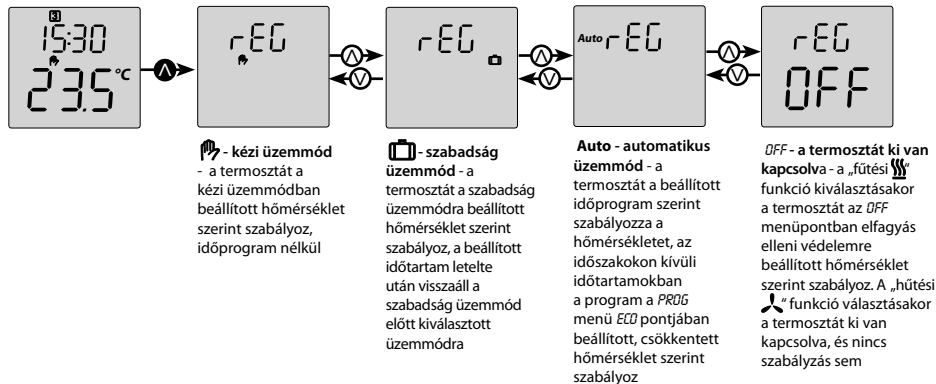 3
15:30
23.5 °C
rEG
rEG
Auto rEG
rEG
OFF
- kézi üzemmód
- a termosztát a
kézi üzemmódban
beállított hőmérséklet
szerint szabályoz,
időprogram nélkül
- szabadság
üzemmód - a
termosztát a szabadság
üzemmódra beállított
hőmérséklet szerint
szabályoz, a beállított
időtartam letelte
után visszaáll a
szabadság üzemmód
előtt kiválasztott
üzemmódra
Auto - automatikus
üzemmód - a
termosztát a beállított
időprogram szerint
szabályozza a
hőmérsékletet, az
időszakokon kívüli
időtartamokban
a program a PROG
menü ECO pontjában
beállított, csökkentett
hőmérséklet szerint
szabályoz
OFF - a termosztát ki van
kapcsolva - a „fűtési “
funkció kiválasztásakor
a termosztát az OFF
menüpontban elfagyás
elleni védelemre
beállított hőmérséklet
szerint szabályoz. A „hűtési
“ funkció választásakor
a termosztát ki van
kapcsolva, és nincs
szabályzás sem